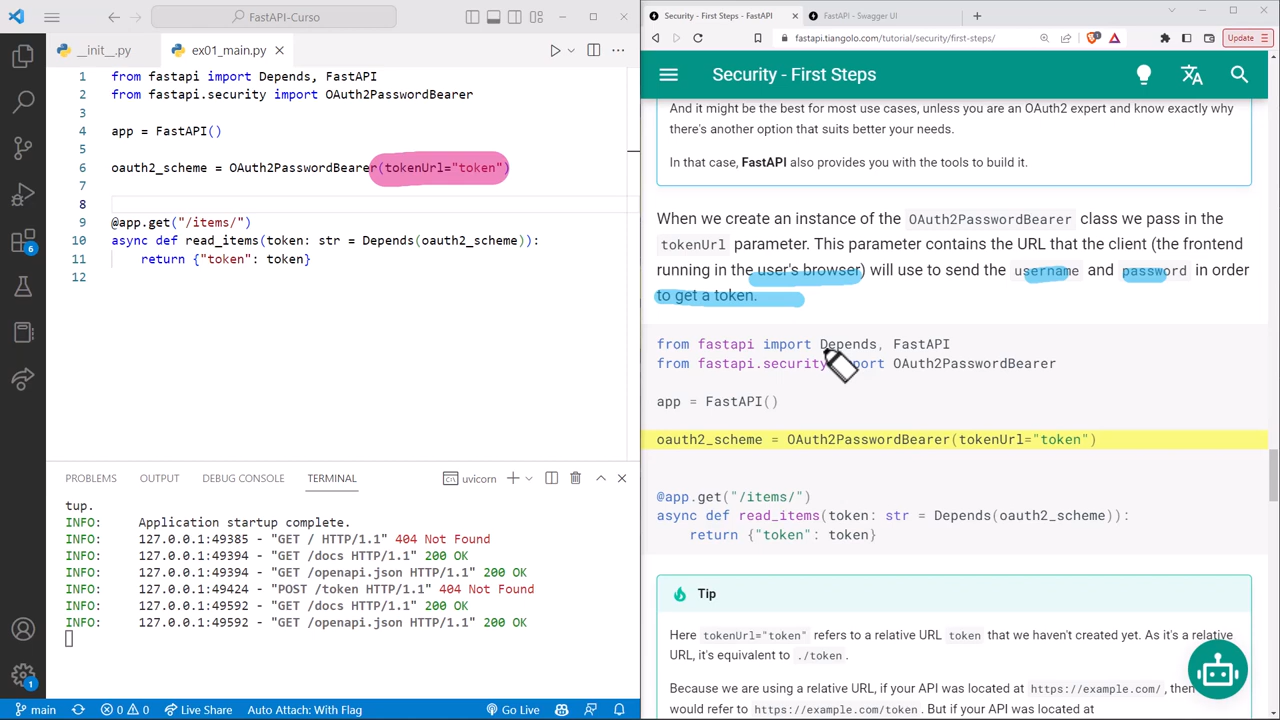 FastAPI-Curso
__init__.py
ex01_main.py
1 from fastapi import Depends, FastAPI
2 from fastapi.security import OAuth2PasswordBearer
3
4 app = FastAPI()
5
6 oauth2_scheme = OAuth2PasswordBearer(tokenUrl="token")
7
8
9 @app.get("/items/")
10 async def read_items(token: str = Depends(oauth2_scheme)):
11 return {"token": token}
12
6
PROBLEMS OUTPUT DEBUG CONSOLE TERMINAL uvicorn
tup.
INFO: Application startup complete.
INFO: 127.0.0.1:49385 - "GET / HTTP/1.1" 404 Not Found
INFO: 127.0.0.1:49394 - "GET /docs HTTP/1.1" 200 OK
INFO: 127.0.0.1:49394 - "GET /openapi.json HTTP/1.1" 200 OK
INFO: 127.0.0.1:49424 - "POST /token HTTP/1.1" 404 Not Found
INFO: 127.0.0.1:49592 - "GET /docs HTTP/1.1" 200 OK
INFO: 127.0.0.1:49592 - "GET /openapi.json HTTP/1.1" 200 OK
1
main 0 0 Live Share Auto Attach: With Flag Go Live
Security - First Steps - FastAPI
FastAPI - Swagger UI
fastapi.tiangolo.com/tutorial/security/first-steps/
Update
Security - First Steps
And it might be the best for most use cases, unless you are an OAuth2 expert and know exactly why
there's another option that suits better your needs.
In that case, FastAPI also provides you with the tools to build it.
When we create an instance of the OAuth2PasswordBearer class we pass in the
tokenUrl parameter. This parameter contains the URL that the client (the frontend
running in the user's browser) will use to send the username and password in order
to get a token.
from fastapi import Depends, FastAPI
from fastapi.security import OAuth2PasswordBearer
app = FastAPI()
oauth2_scheme = OAuth2PasswordBearer(tokenUrl="token")
@app.get("/items/")
async def read_items(token: str = Depends(oauth2_scheme)):
return {"token": token}
Tip
Here tokenUrl="token" refers to a relative URL token that we haven't created yet. As it's a relative
URL, it's equivalent to ./token.
Because we are using a relative URL, if your API was located at https://example.com/, then
would refer to https://example.com/token. But if your API was located at